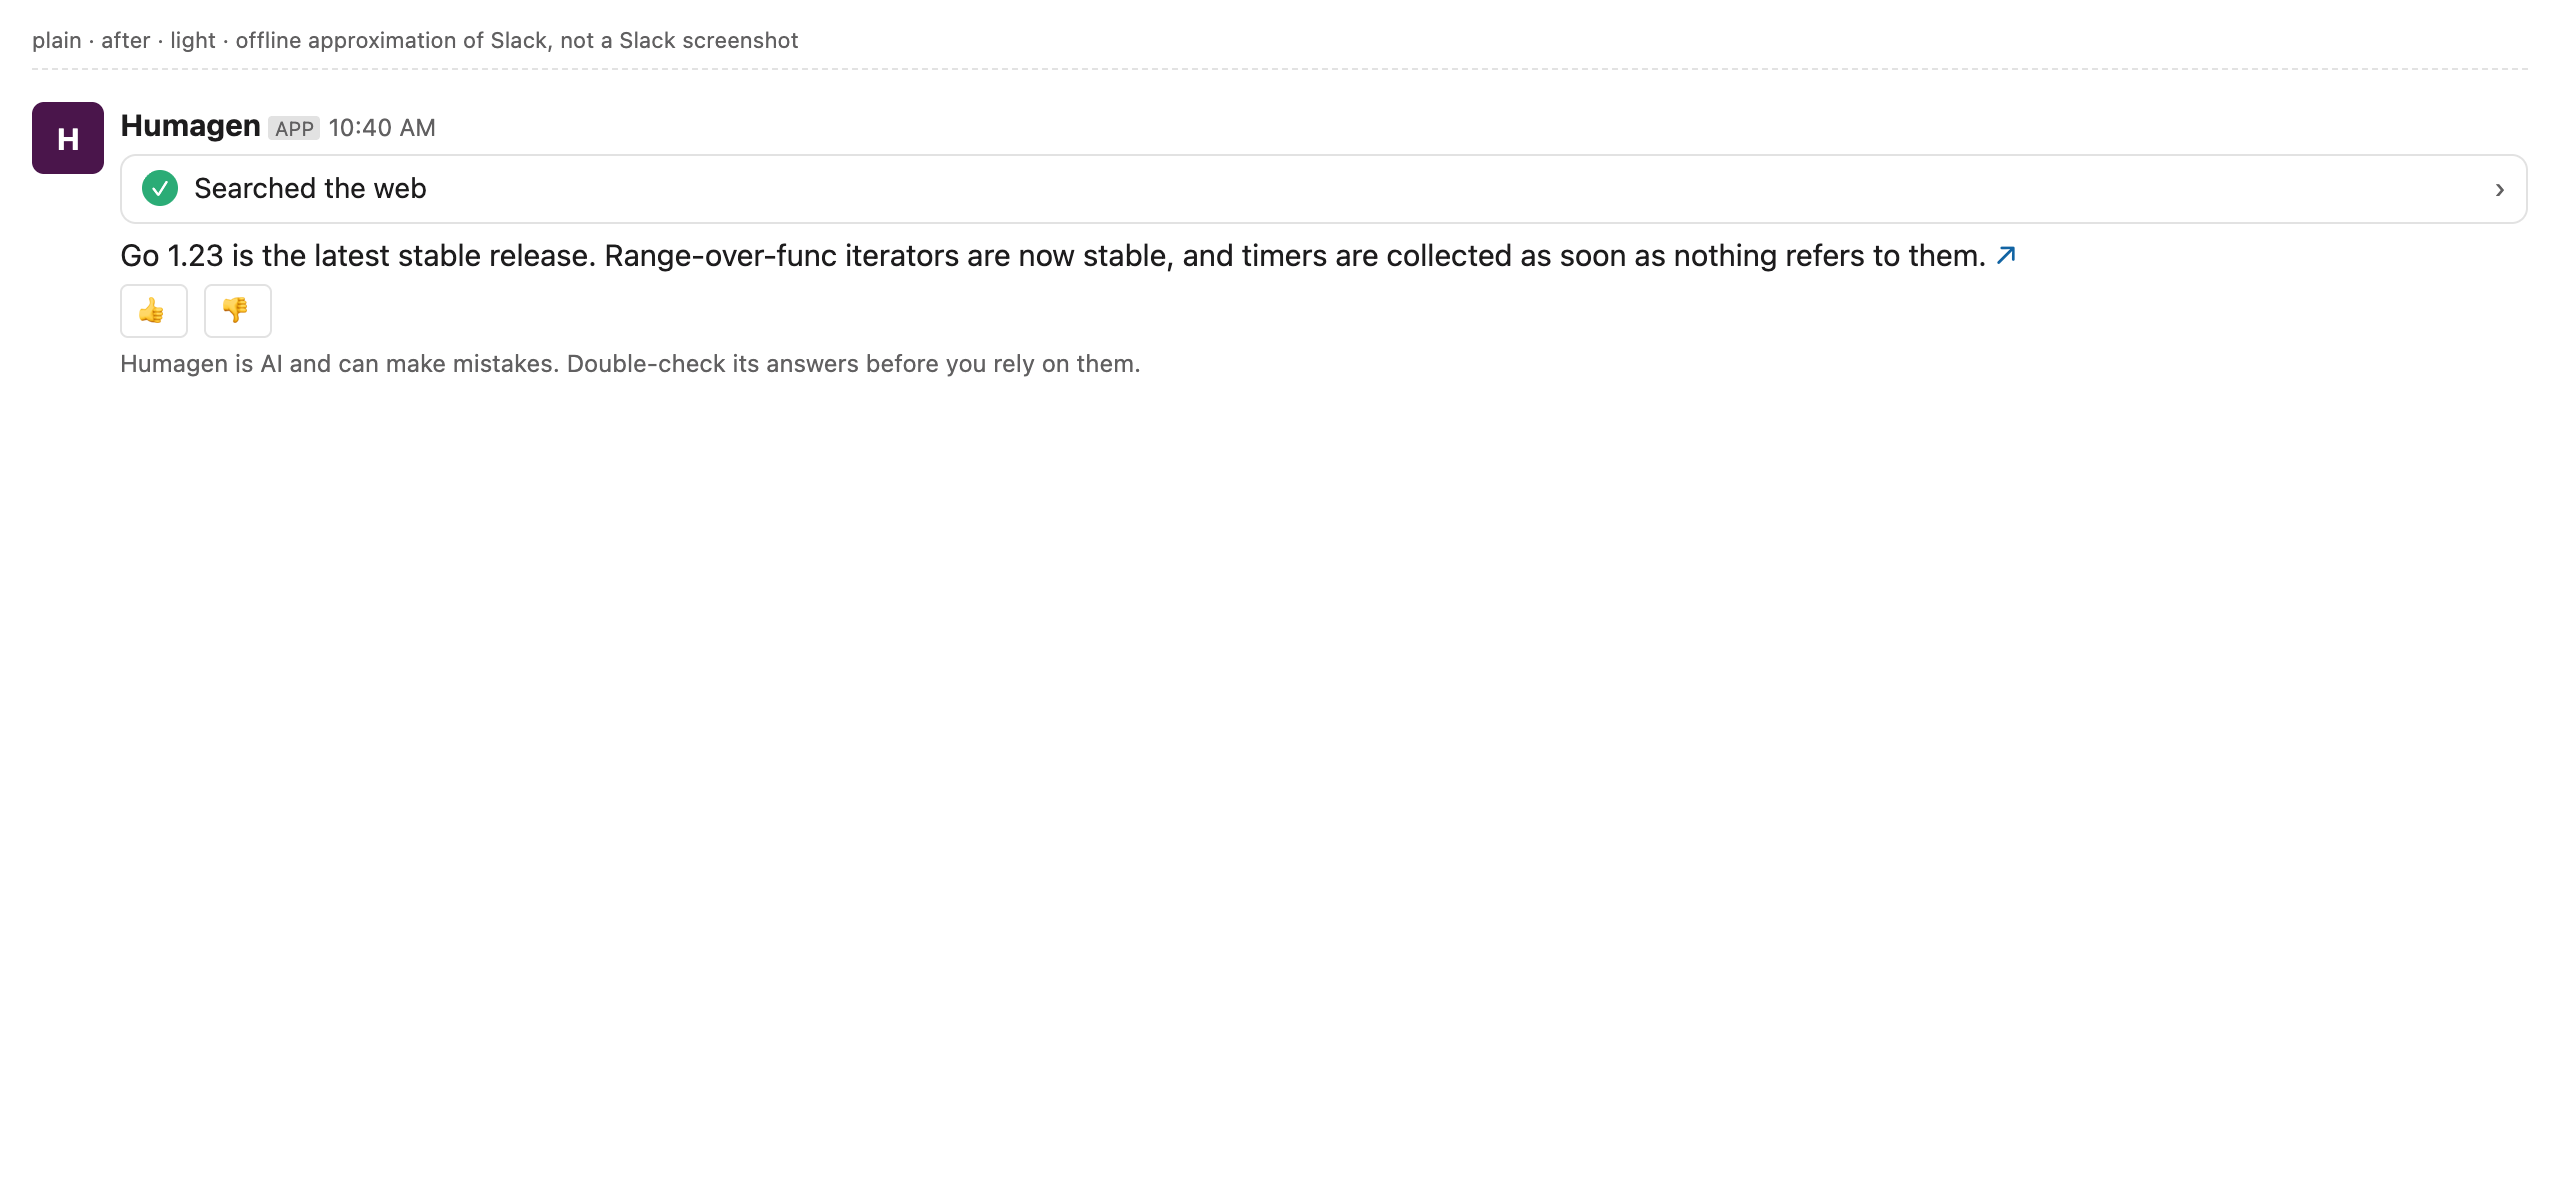 plain · after · light · offline approximation of Slack, not a Slack screenshot
H
Humagen APP 10:40 AM
Searched the web
Go 1.23 is the latest stable release. Range-over-func iterators are now stable, and timers are collected as soon as nothing refers to them.
Humagen is AI and can make mistakes. Double-check its answers before you rely on them.